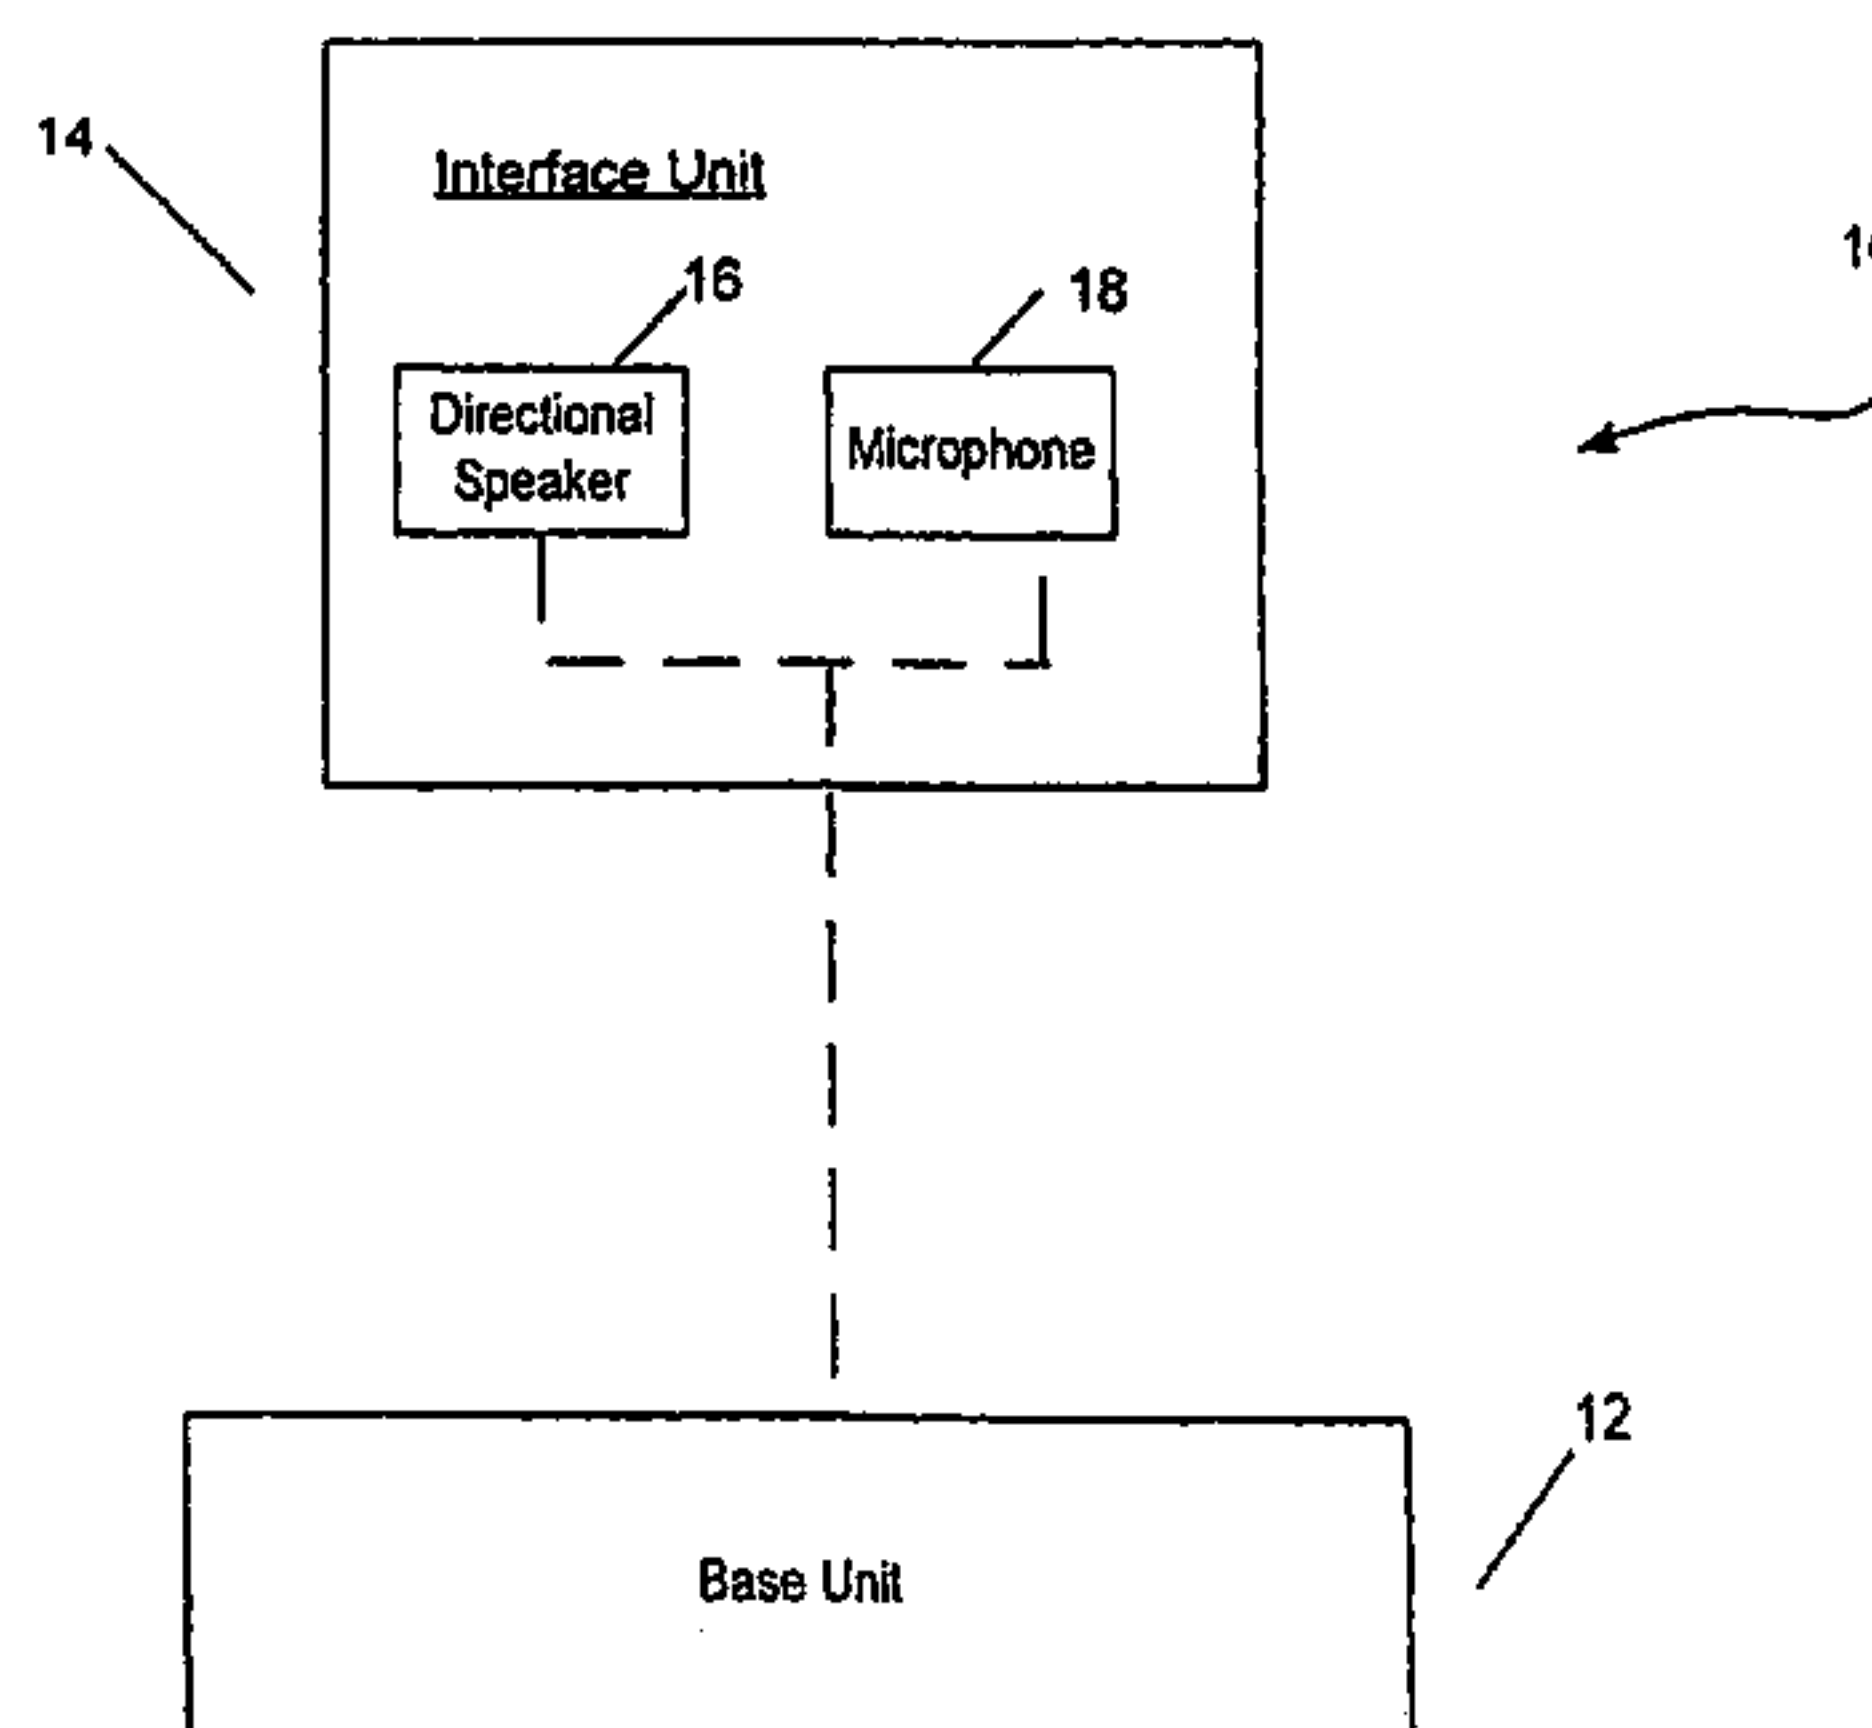 14
Interface Unit
16
18
Directional
Speaker
Microphone
12
Base Unit